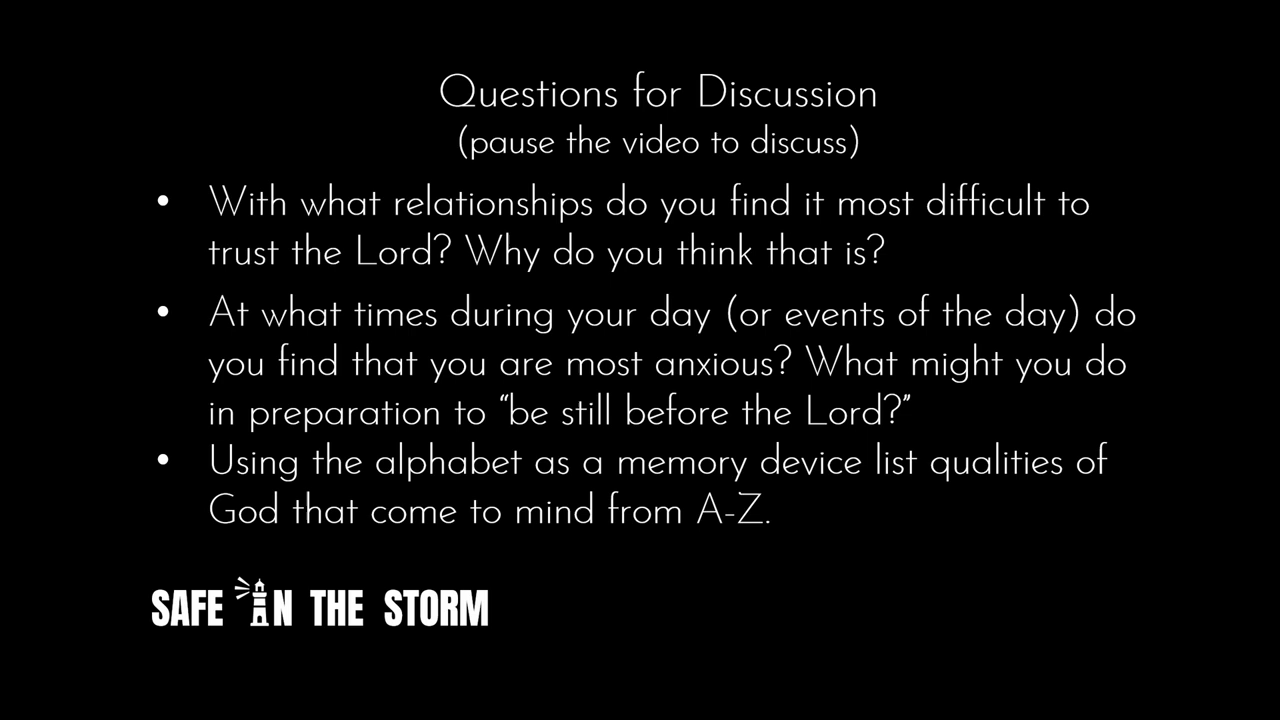 Questions for Discussion
(pause the video to discuss)
• With what relationships do you find it most difficult to
trust the Lord? Why do you think that is?
• At what times during your day (or events of the day) do
you find that you are most anxious? What might you do
in preparation to “be still before the Lord?”
• Using the alphabet as a memory device list qualities of
God that come to mind from A-Z.
SAFE IN THE STORM